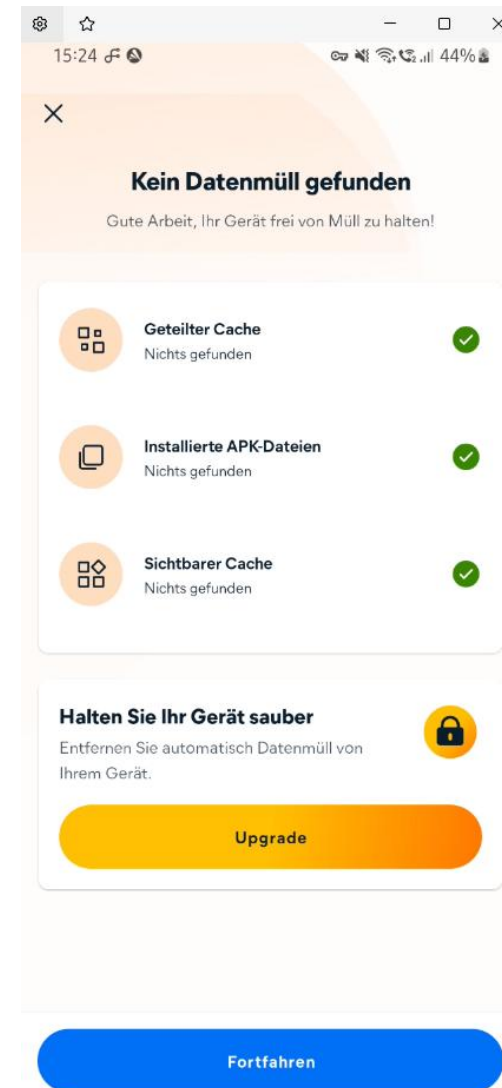 15:24
44%
Kein Datenmüll gefunden
Gute Arbeit, Ihr Gerät frei von Müll zu halten!
Geteilter Cache
Nichts gefunden
Installierte APK-Dateien
Nichts gefunden
Sichtbarer Cache
Nichts gefunden
Halten Sie Ihr Gerät sauber
Entfernen Sie automatisch Datenmüll von
Ihrem Gerät.
Upgrade
Fortfahren